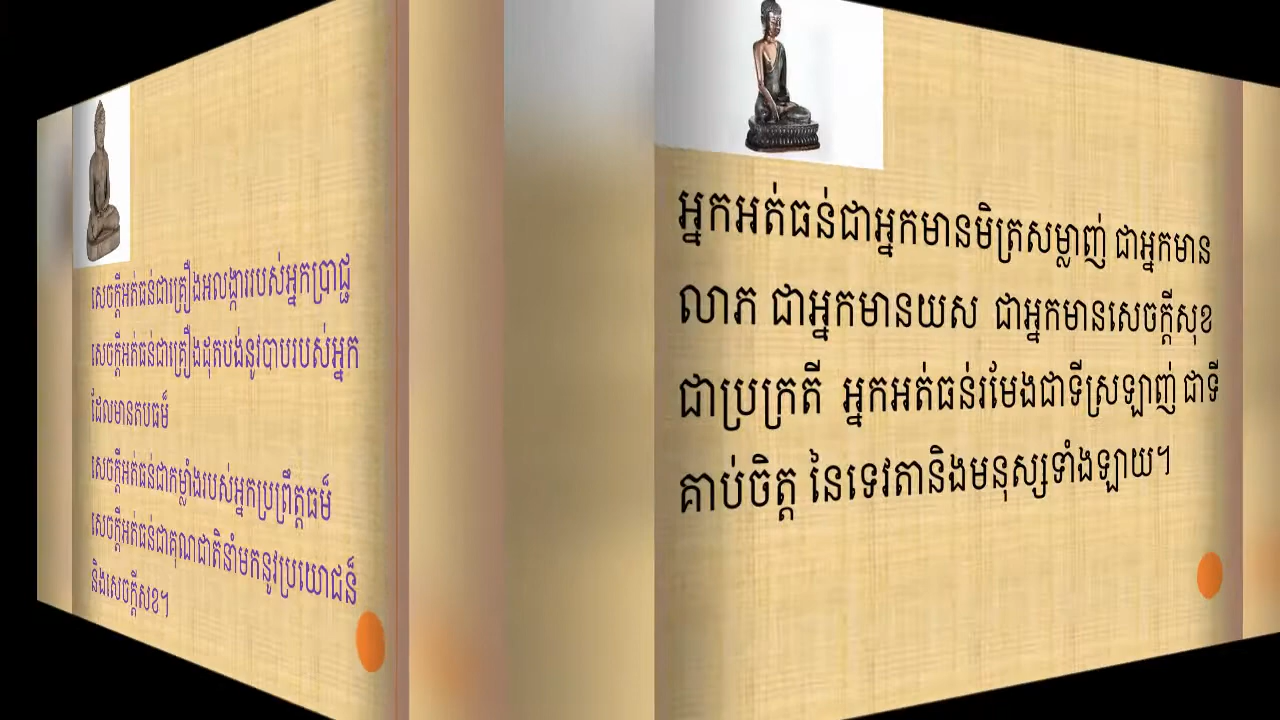 សេចក្តីអត់ធន់ជាគ្រឿងអលង្ការរបស់អ្នកប្រាជ្ញ
សេចក្តីអត់ធន់ជាគ្រឿងដុតបង់នូវបាបរបស់អ្នក
ដែលមានតបធម៌
សេចក្តីអត់ធន់ជាកម្លាំងរបស់អ្នកប្រព្រឹត្តធម៌
សេចក្តីអត់ធន់ជាគុណជាតិនាំមកនូវប្រយោជន៍
និងសេចក្តីសុខ។
អ្នកអត់ធន់ជាអ្នកមានមិត្រសម្លាញ់ ជាអ្នកមាន
លាភ ជាអ្នកមានយស ជាអ្នកមានសេចក្តីសុខ
ជាប្រក្រតី អ្នកអត់ធន់រមែងជាទីស្រឡាញ់ ជាទី
គាប់ចិត្ត នៃទេវតានិងមនុស្សទាំងឡាយ។